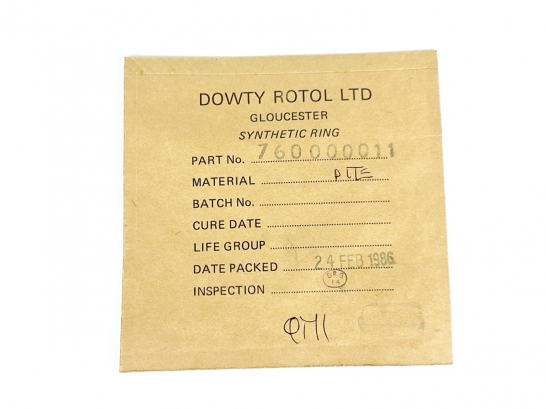 DOWTY ROTOL LTD
GLOUCESTER
SYNTHETIC RING
PART No. 760000011
MATERIAL
BATCH No.
CURE DATE
LIFE GROUP
DATE PACKED 24 FEB 1986
INSPECTION